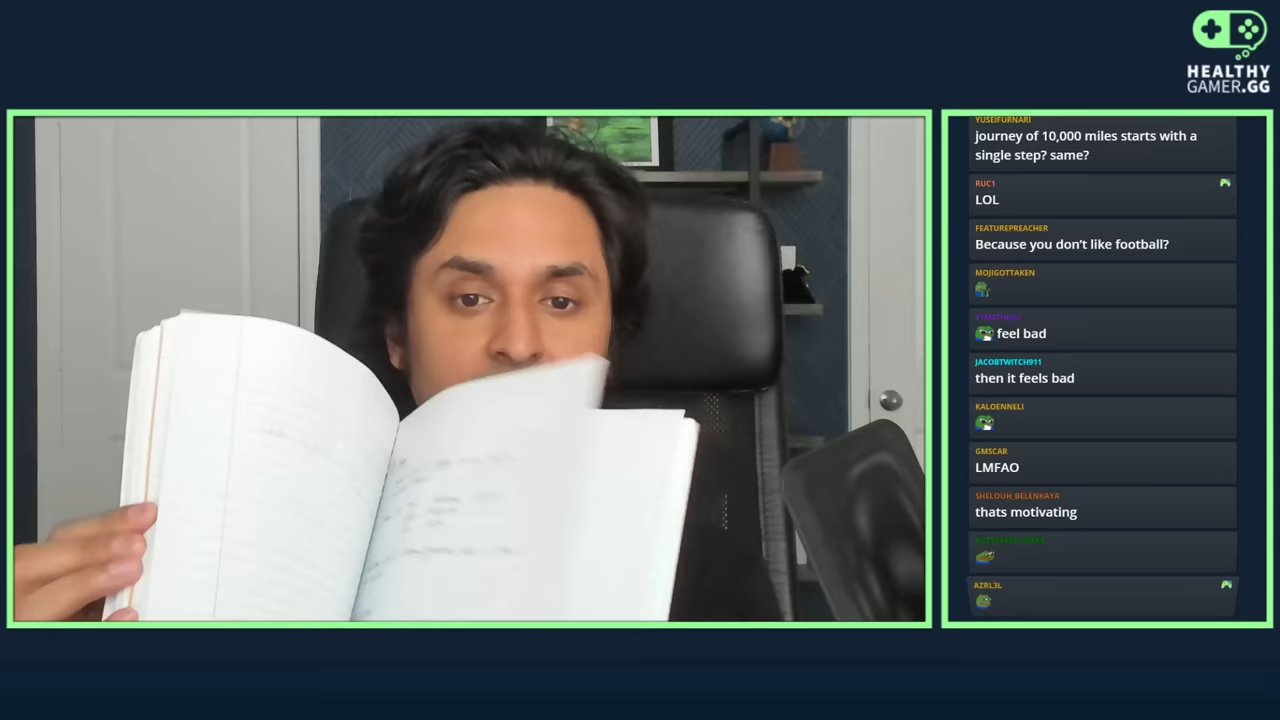 HEALTHY
GAMER.GG
YUSEIFURNARI
journey of 10,000 miles starts with a
single step? same?
RUC1
LOL
FEATUREPREACHER
Because you don't like football?
MOJIGOTTAKEN
feel bad
JACOBTWITCH911
then it feels bad
KALOENNELI
GMSCAR
LMFAO
SHELOUH_BELENKAYA
thats motivating
AZRL3L